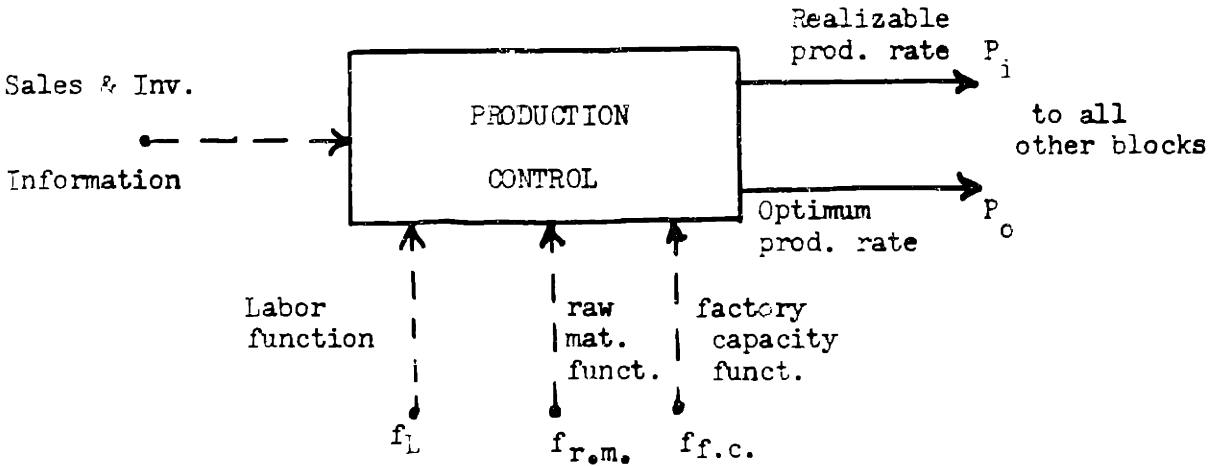 Realizable
prod. rate P_i
Sales & Inv.
Information
PRODUCTION
CONTROL
to all
other blocks
Optimum
prod. rate
P_o
Labor
function
raw
mat.
funct.
factory
capacity
funct.
f_L
f_r.m.
f_f.c.